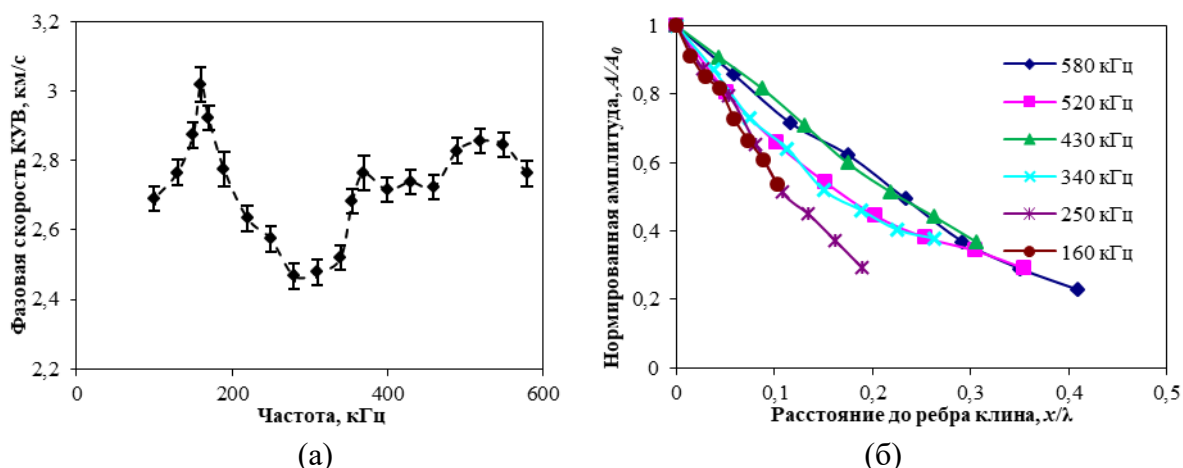 3,2
3
2,8
2,6
2,4
2,2
Фазовая скорость КУВ, км/с
0
200
400
600
Частота, кГц
(а)
1
0,8
0,6
0,4
0,2
0
Нормированная амплитуда, A/A₀
580 кГц
520 кГц
430 кГц
340 кГц
250 кГц
160 кГц
0
0,1
0,2
0,3
0,4
0,5
Расстояние до ребра клина, x/λ
(б)